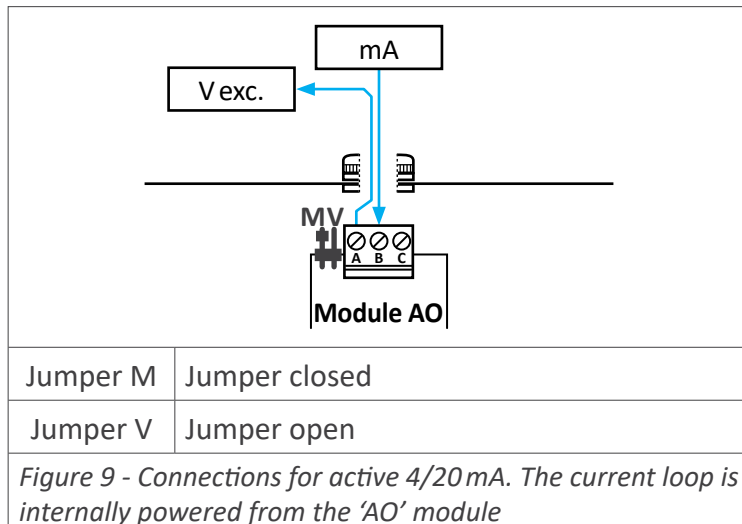 mA
V exc.
MV
A B C
Module AO
Jumper M Jumper closed
Jumper V Jumper open
Figure 9 - Connections for active 4/20 mA. The current loop is
internally powered from the ‘AO’ module